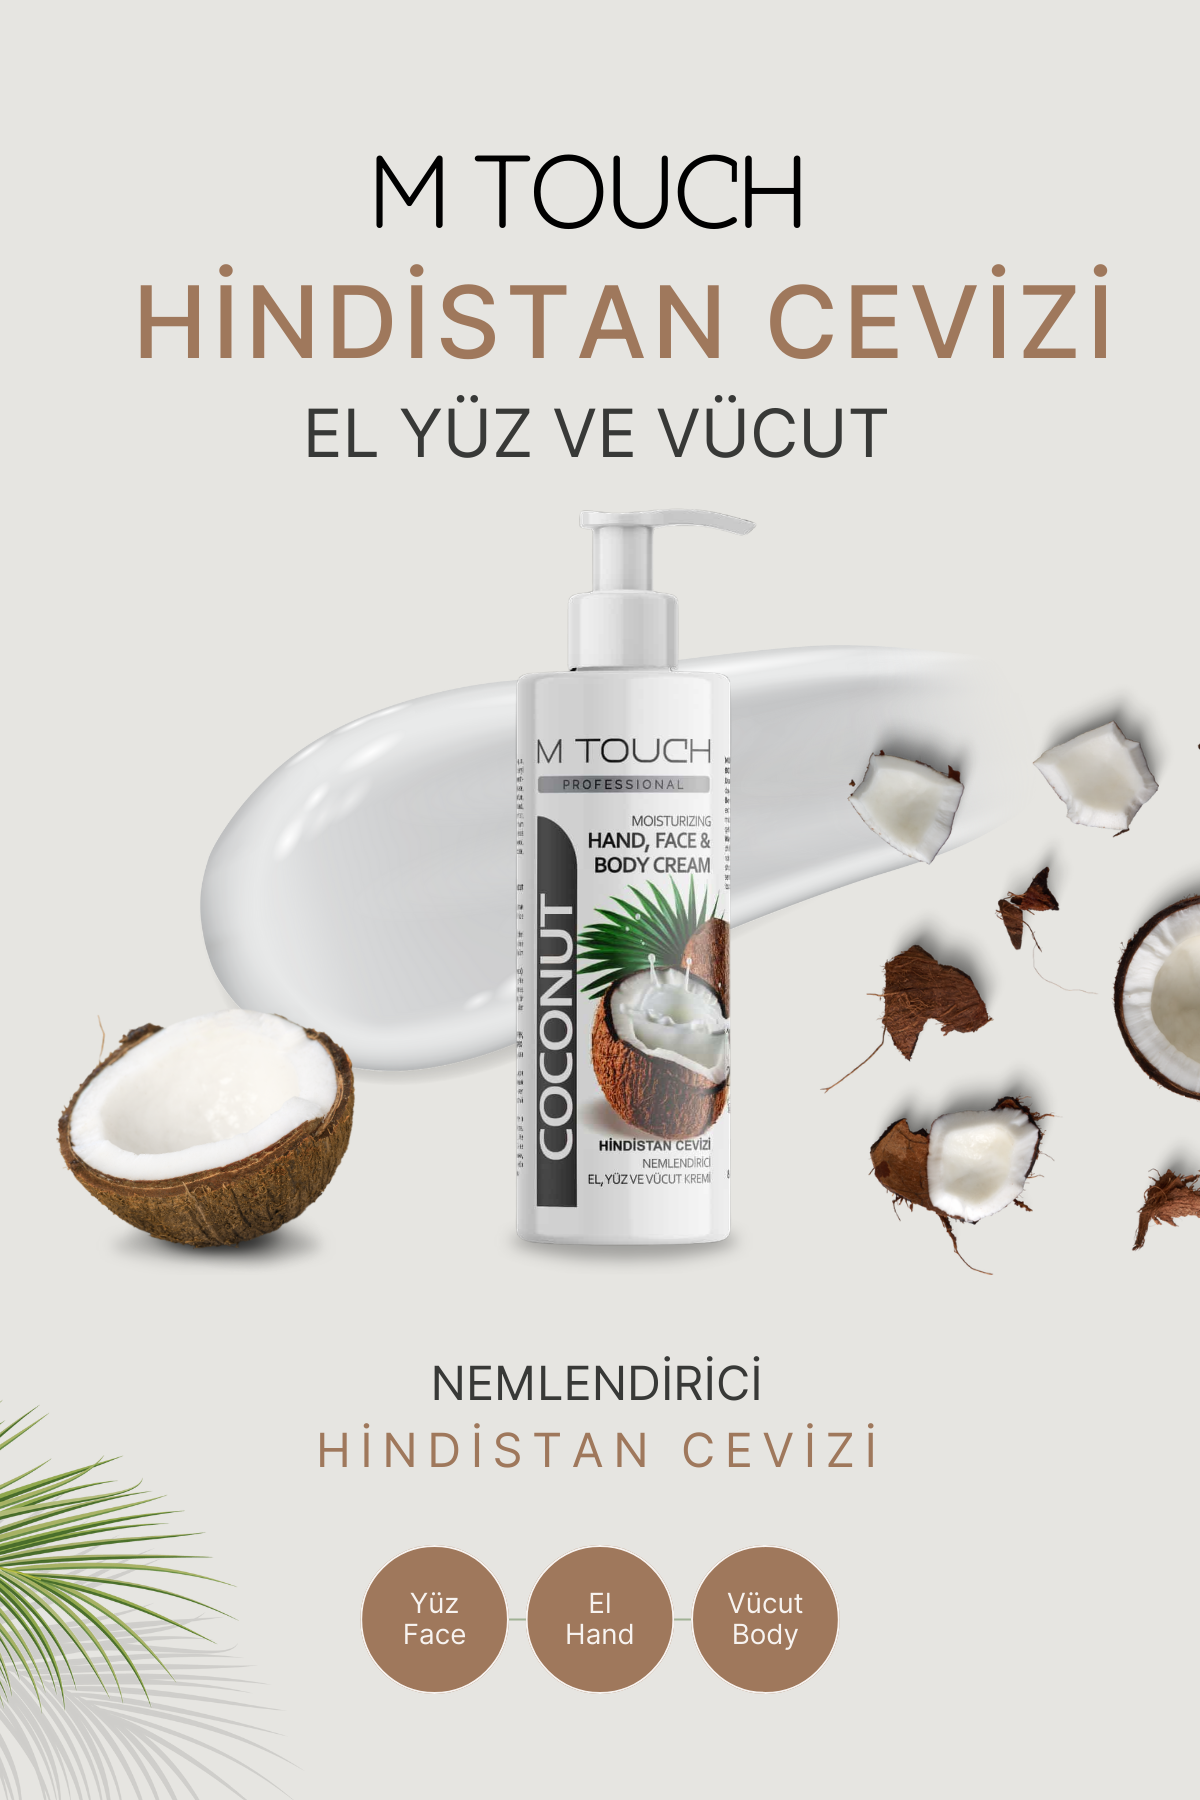 M TOUCH
HİNDİSTAN CEVİZİ
EL YÜZ VE VÜCUT
M TOUCH
PROFESSIONAL
MOISTURIZING
HAND, FACE &
BODY CREAM
COCONUT
HİNDİSTAN CEVİZİ
NEMLENDİRİCİ
EL, YÜZ VE VÜCUT KREMİ
NEMLENDİRİCİ
HİNDİSTAN CEVİZİ
Yüz
Face
El
Hand
Vücut
Body